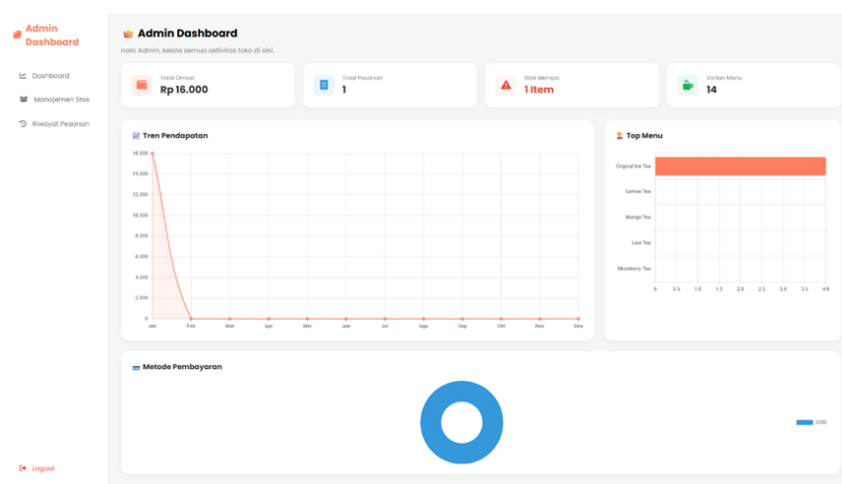 Admin
Dashboard
Dashboard
Manajemen Stok
Riwayat Pesanan
Logout
Admin Dashboard
Halo Admin, kelola semua aktivitas toko di sini.
Total Omset
Rp 16.000
Total Pesanan
1
Stok Menipis
1 Item
Varian Menu
14
Tren Pendapatan
16.000
14.000
12.000
10.000
8.000
6.000
4.000
2.000
0
Jan Feb Mar Apr Mei Jun Jul Ags Sep Okt Nov Des
Top Menu
Original Ice Tea
Lemon Tea
Mango Tea
Leci Tea
Strawberry Tea
0 0.5 1.0 1.5 2.0 2.5 3.0 3.5 4.0
Metode Pembayaran
COD